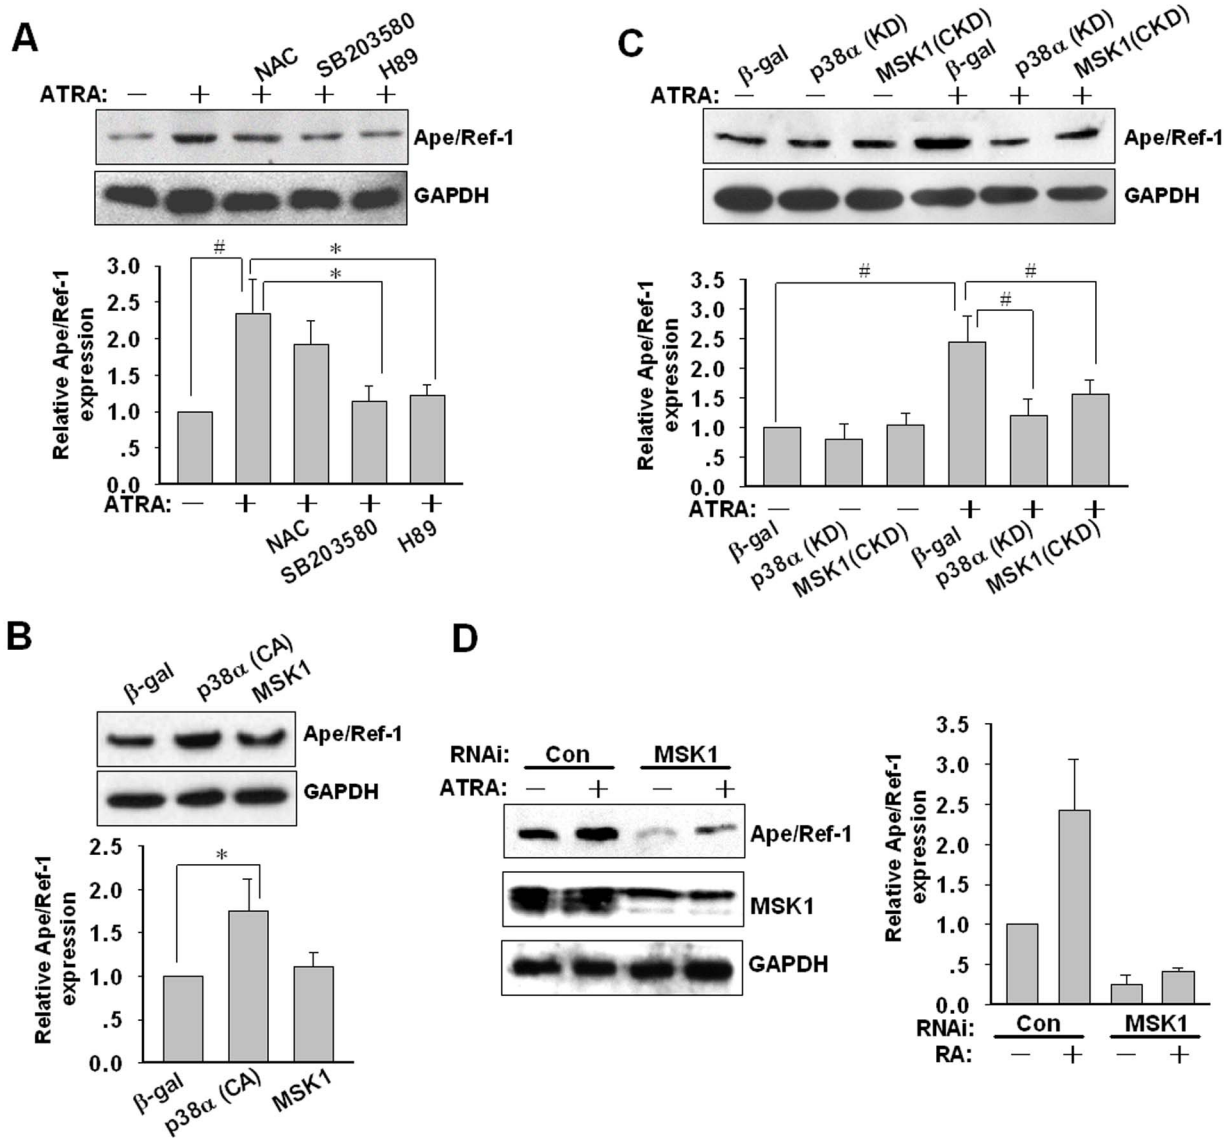 A
NAC SB203580 H89
ATRA: — + + + +
Ape/Ref-1
GAPDH
# * *
3.0
2.5
2.0
1.5
1.0
.5
0.0
Relative Ape/Ref-1
expression
ATRA: — + + + +
NAC SB203580 H89
C
β-gal p38α (KD) MSK1(CKD) β-gal p38α (KD) MSK1(CKD)
ATRA: — — — + + +
Ape/Ref-1
GAPDH
# # #
3.5
3.0
2.5
2.0
1.5
1.0
.5
0.0
Relative Ape/Ref-1
expression
ATRA: — — — + + +
β-gal p38α (KD) MSK1(CKD) β-gal p38α (KD) MSK1(CKD)
B
β-gal p38α (CA) MSK1
Ape/Ref-1
GAPDH
*
2.5
2.0
1.5
1.0
.5
0.0
Relative Ape/Ref-1
expression
β-gal p38α (CA) MSK1
D
RNAi: Con MSK1
ATRA: — + — +
Ape/Ref-1
MSK1
GAPDH
3.5
3.0
2.5
2.0
1.5
1.0
.5
0.0
Relative Ape/Ref-1
expression
RNAi: Con MSK1
RA: — + — +